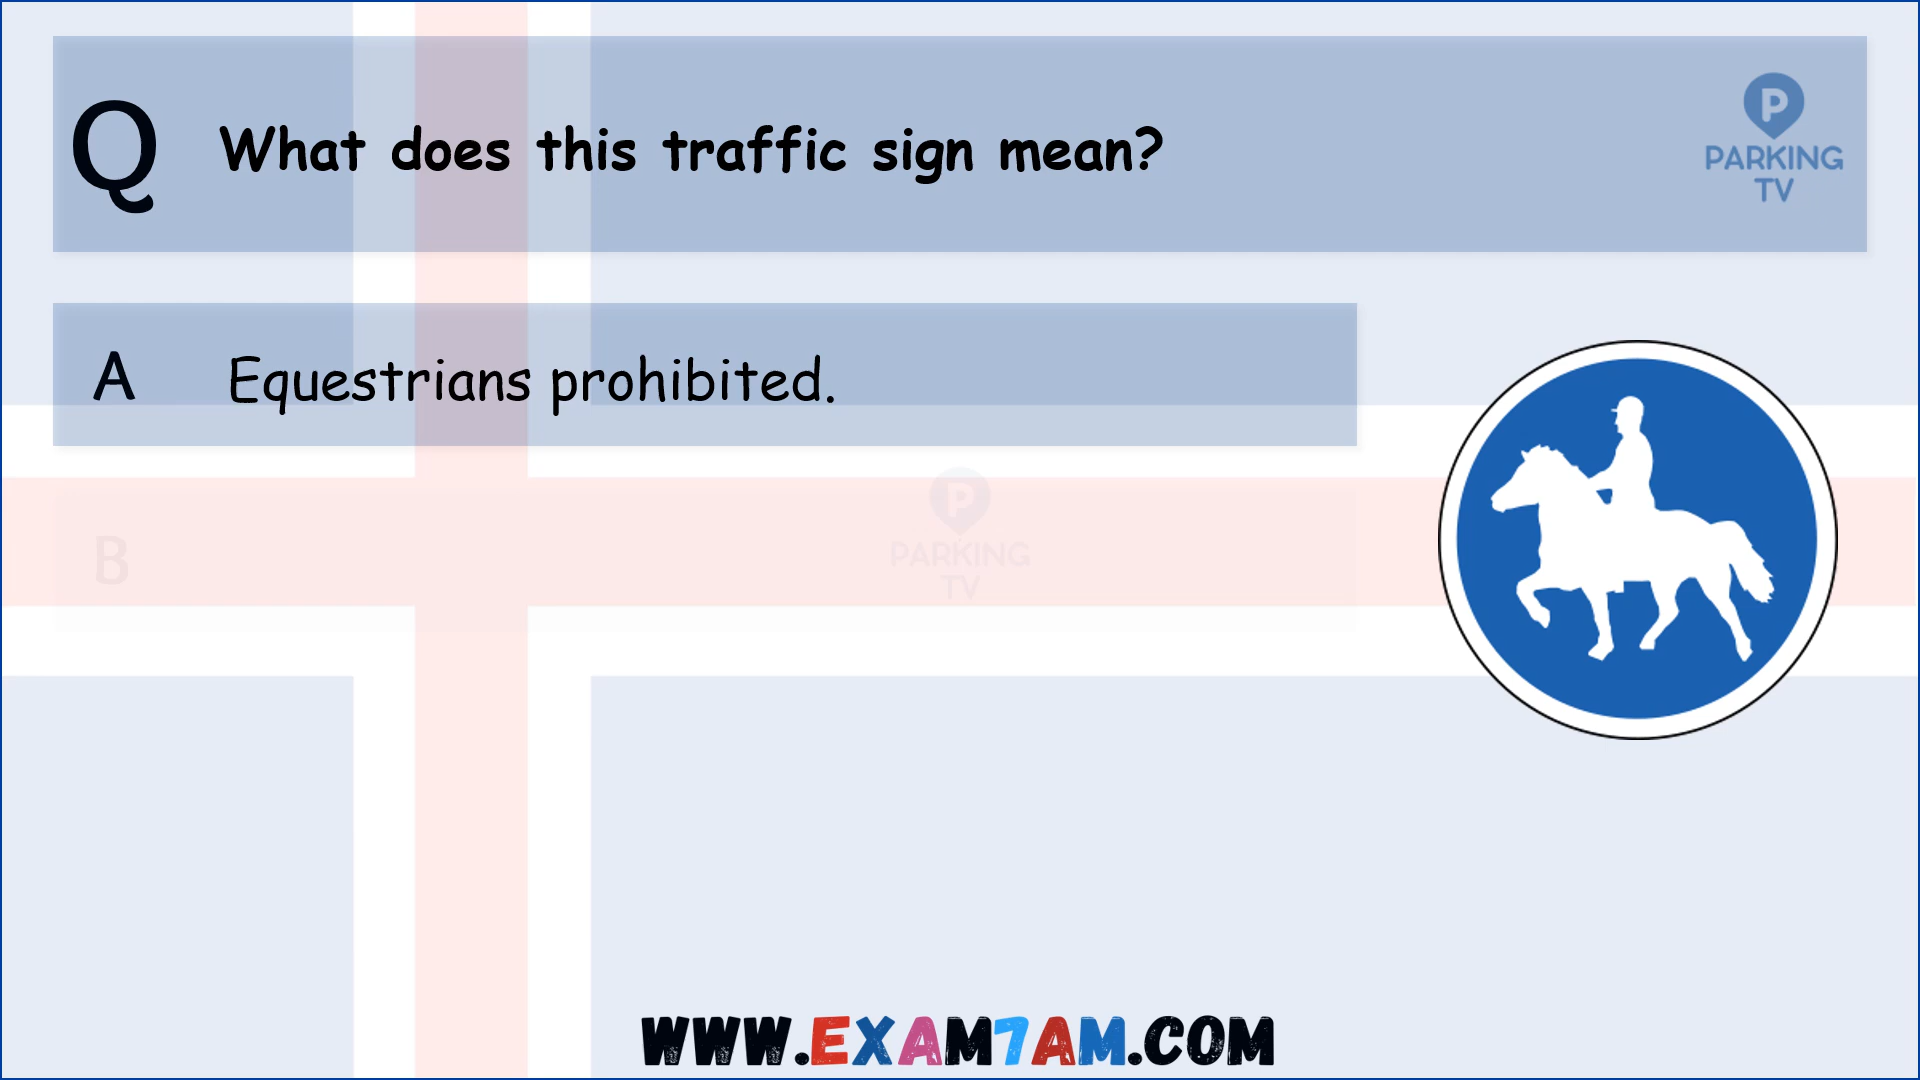 Q What does this traffic sign mean?
P
PARKING
TV
A Equestrians prohibited.
B
P
PARKING
TV
WWW.EXAM7AM.COM